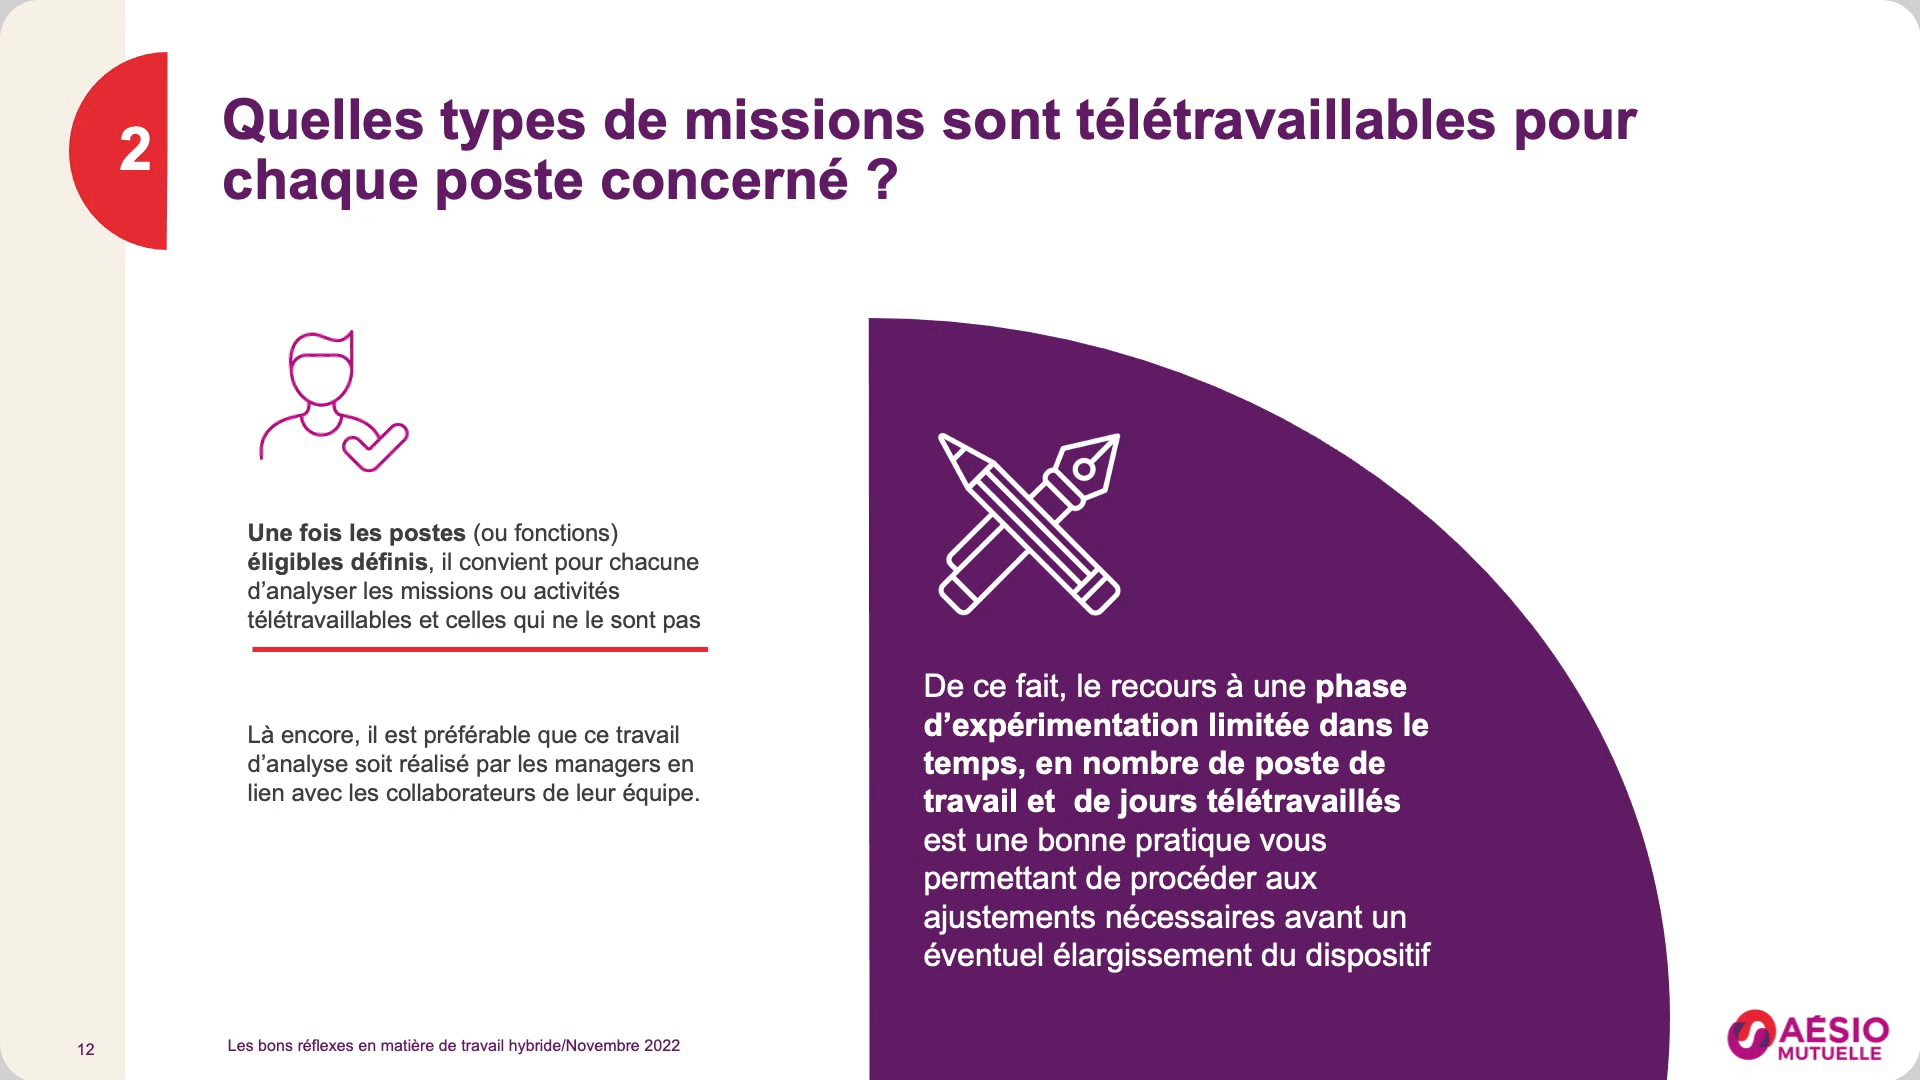 2
Quelles types de missions sont télétravaillables pour
chaque poste concerné ?
Une fois les postes (ou fonctions)
éligibles définis, il convient pour chacune
d’analyser les missions ou activités
télétravaillables et celles qui ne le sont pas
Là encore, il est préférable que ce travail
d’analyse soit réalisé par les managers en
lien avec les collaborateurs de leur équipe.
De ce fait, le recours à une phase
d’expérimentation limitée dans le
temps, en nombre de poste de
travail et  de jours télétravaillés
est une bonne pratique vous
permettant de procéder aux
ajustements nécessaires avant un
éventuel élargissement du dispositif
12
Les bons réflexes en matière de travail hybride/Novembre 2022
AÉSIO
MUTUELLE